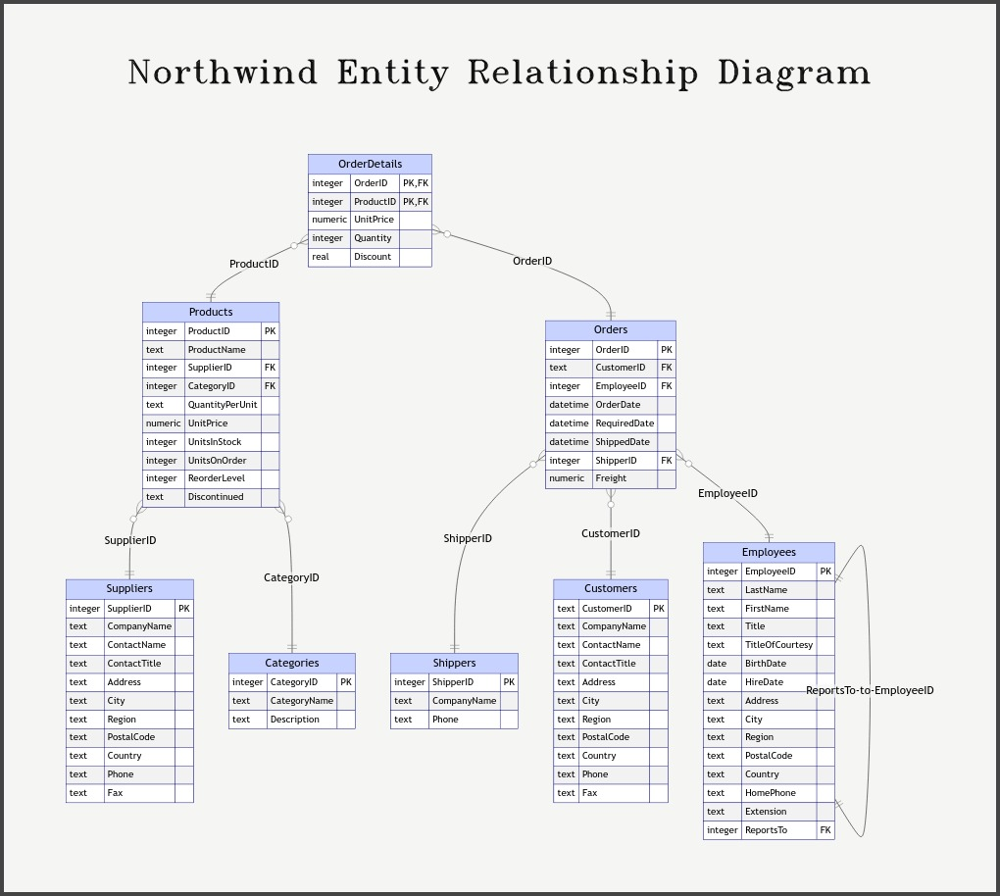 Northwind Entity Relationship Diagram
OrderDetails
integer OrderID PK,FK
integer ProductID PK,FK
numeric UnitPrice
integer Quantity
real Discount
ProductID
OrderID
Products
integer ProductID PK
text ProductName
integer SupplierID FK
integer CategoryID FK
text QuantityPerUnit
numeric UnitPrice
integer UnitsInStock
integer UnitsOnOrder
integer ReorderLevel
text Discontinued
Orders
integer OrderID PK
text CustomerID FK
integer EmployeeID FK
datetime OrderDate
datetime RequiredDate
datetime ShippedDate
integer ShipperID FK
numeric Freight
SupplierID
CategoryID
ShipperID
CustomerID
EmployeeID
Suppliers
integer SupplierID PK
text CompanyName
text ContactName
text ContactTitle
text Address
text City
text Region
text PostalCode
text Country
text Phone
text Fax
Categories
integer CategoryID PK
text CategoryName
text Description
Shippers
integer ShipperID PK
text CompanyName
text Phone
Customers
text CustomerID PK
text CompanyName
text ContactName
text ContactTitle
text Address
text City
text Region
text PostalCode
text Country
text Phone
text Fax
Employees
integer EmployeeID PK
text LastName
text FirstName
text Title
text TitleOfCourtesy
date BirthDate
date HireDate
text Address
text City
text Region
text PostalCode
text Country
text HomePhone
text Extension
integer ReportsTo FK
ReportsTo-to-EmployeeID